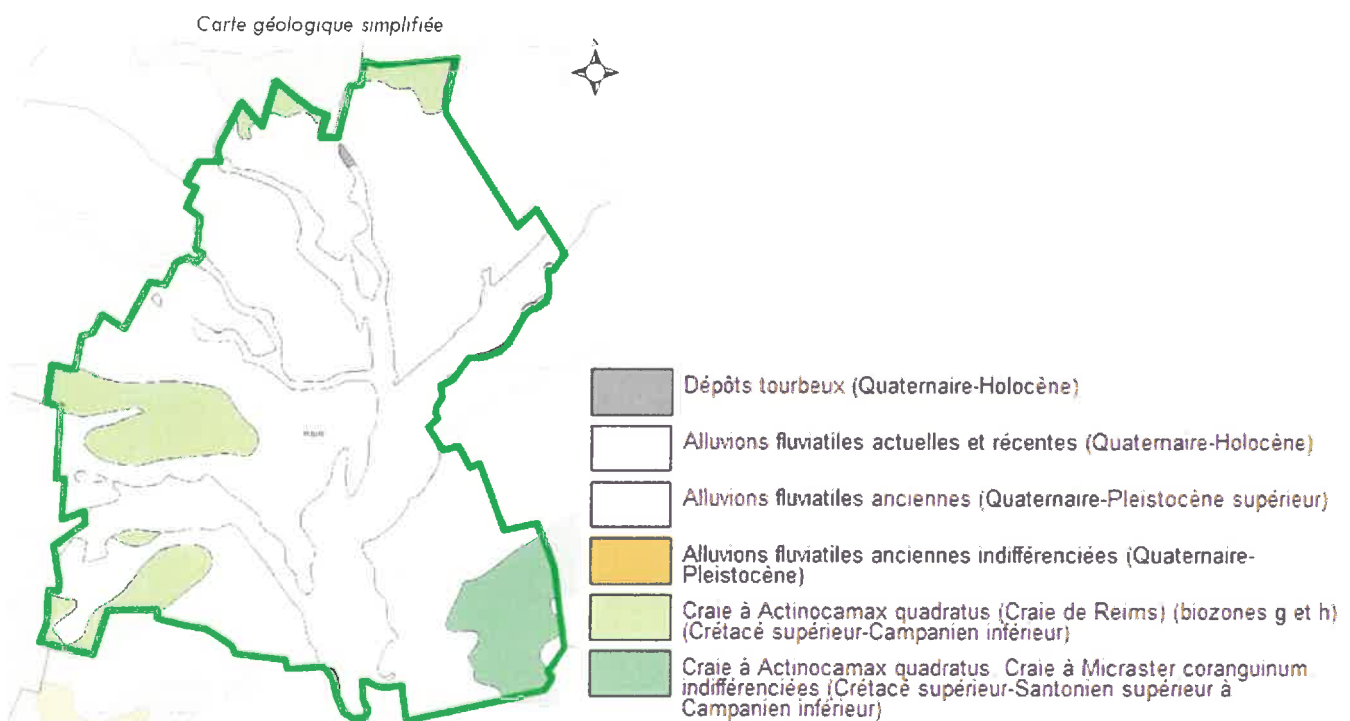 Carte géologique simplifiée
Dépôts tourbeux (Quaternaire-Holocène)
Alluvions fluviatiles actuelles et récentes (Quaternaire-Holocène)
Alluvions fluviatiles anciennes (Quaternaire-Pleistocène supérieur)
Alluvions fluviatiles anciennes indifférenciées (Quaternaire-
Pleistocène)
Craie à Actinocamax quadratus (Craie de Reims) (biozones g et h)
(Crétacé supérieur-Campanien inférieur)
Craie à Actinocamax quadratus. Craie à Micraster coranguinum
indifférenciées (Crétacé supérieur-Santonien supérieur à
Campanien inférieur)